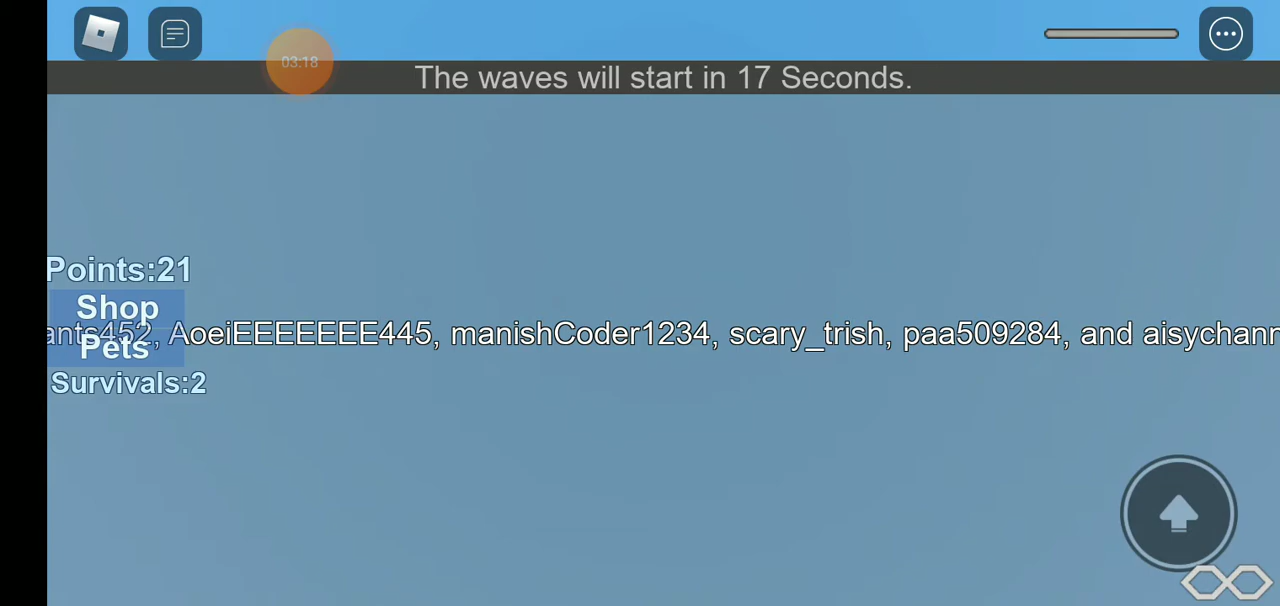 03:18
The waves will start in 17 Seconds.
Points:21
Shop
AoeiEEEEEEE445, manishCoder1234, scary_trish, paa509284, and
Pets
Survivals:2